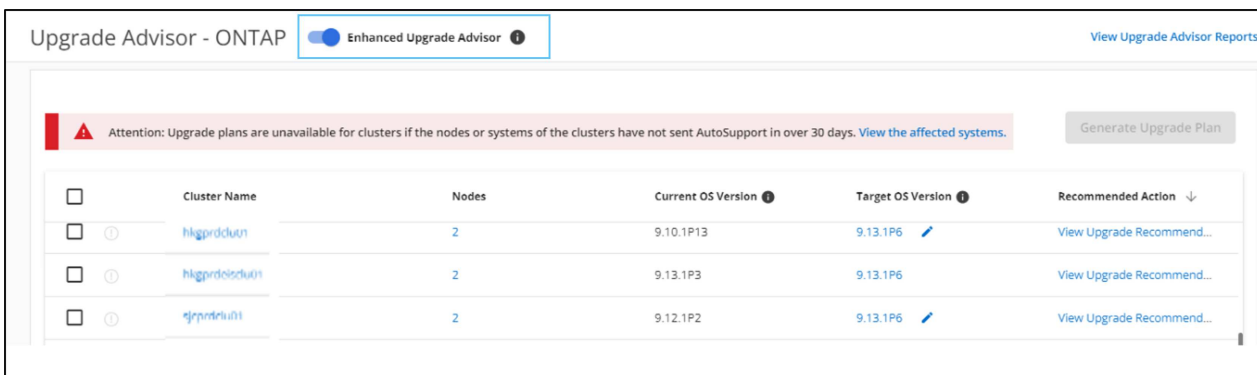 Upgrade Advisor - ONTAP Enhanced Upgrade Advisor View Upgrade Advisor Reports
Attention: Upgrade plans are unavailable for clusters if the nodes or systems of the clusters have not sent AutoSupport in over 30 days. View the affected systems. Generate Upgrade Plan
Cluster Name Nodes Current OS Version Target OS Version Recommended Action
2 9.10.1P13 9.13.1P6 View Upgrade Recommend...
2 9.13.1P3 9.13.1P6 View Upgrade Recommend...
2 9.12.1P2 9.13.1P6 View Upgrade Recommend...